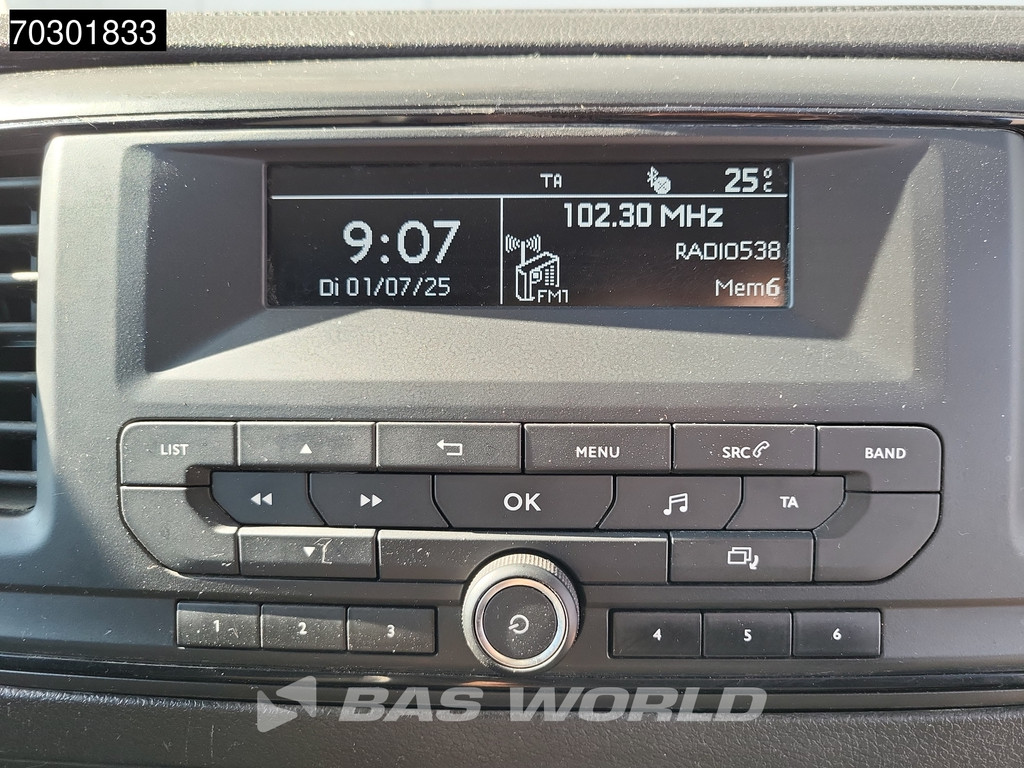 70301833
TA 25°C
9:07
Di 01/07/25
102.30 MHz
RADIO538
FM1 Mem6
LIST MENU SRC BAND
OK TA
1 2 3 4 5 6
BAS WORLD